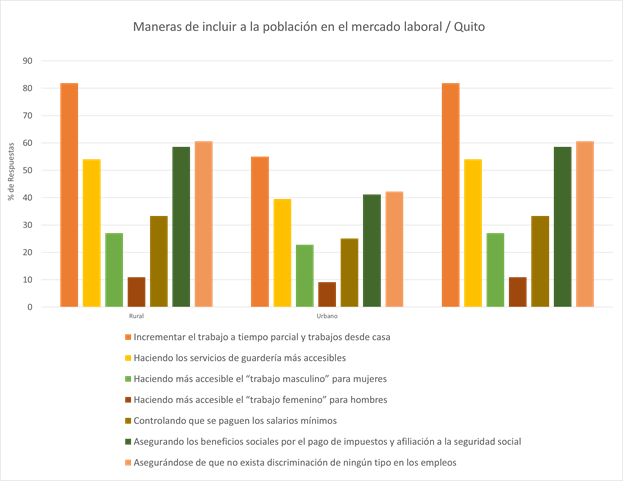 Maneras de incluir a la población en el mercado laboral / Quito
% de Respuestas
90
80
70
60
50
40
30
20
10
0
Rural
Urbano
Incrementar el trabajo a tiempo parcial y trabajos desde casa
Haciendo los servicios de guardería más accesibles
Haciendo más accesible el “trabajo masculino” para mujeres
Haciendo más accesible el “trabajo femenino” para hombres
Controlando que se paguen los salarios mínimos
Asegurando los beneficios sociales por el pago de impuestos y afiliación a la seguridad social
Asegurándose de que no exista discriminación de ningún tipo en los empleos